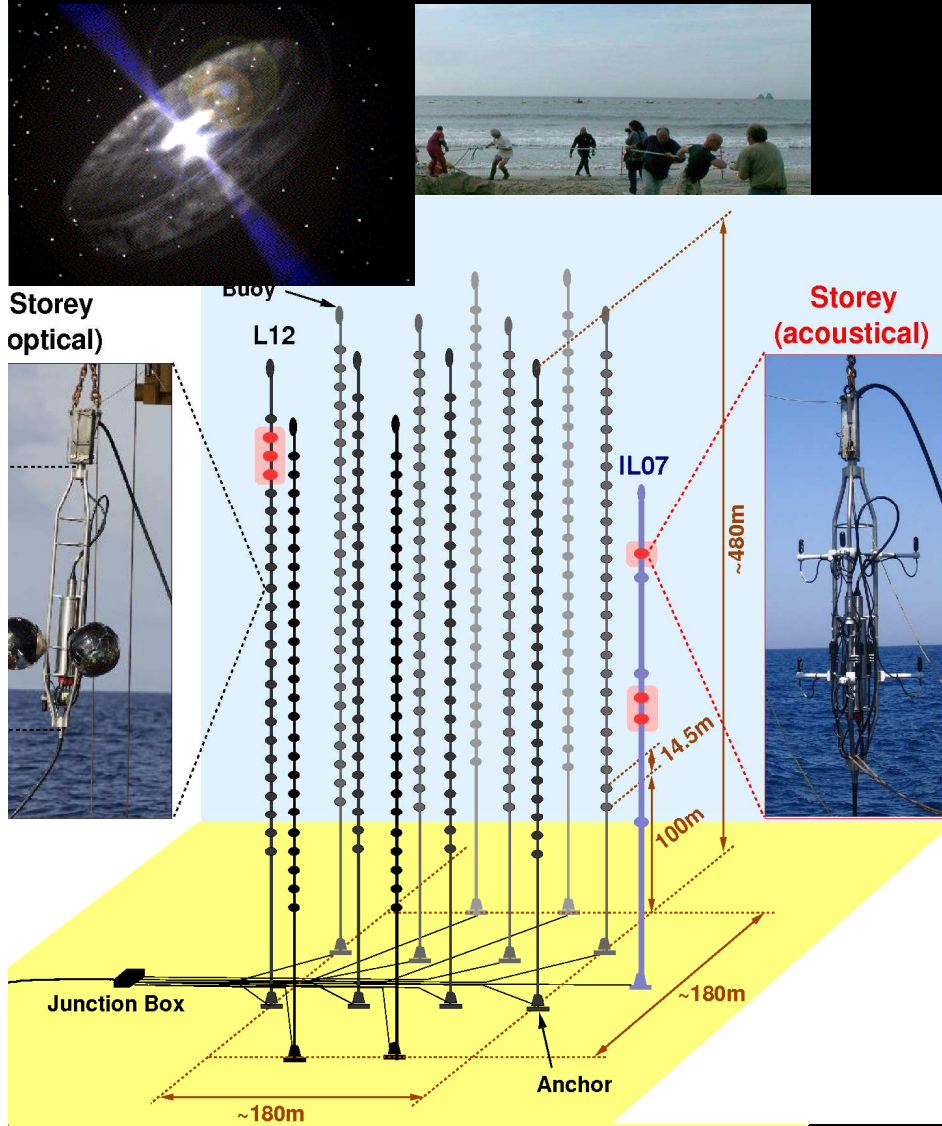 Buoy
Storey
optical)
L12
Storey
(acoustical)
IL07
~480m
14.5m
100m
~180m
Junction Box
Anchor
~180m